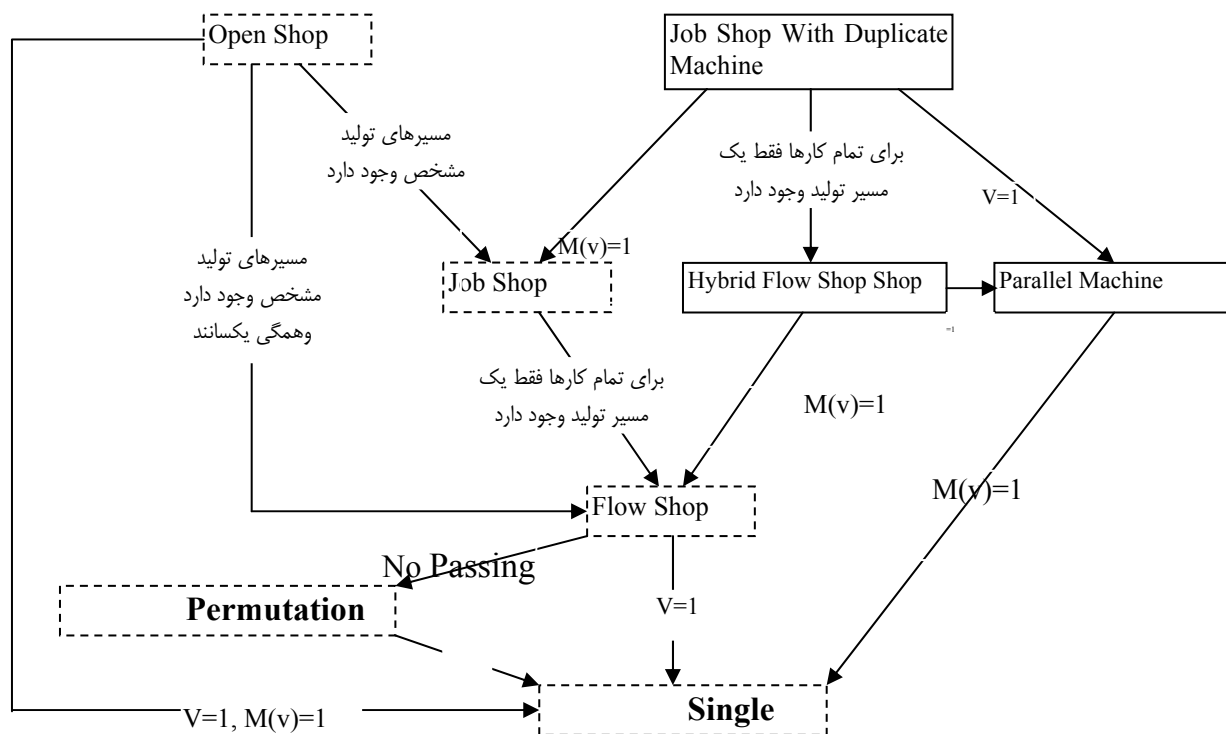 Open Shop
Job Shop With Duplicate
Machine
مسیرهای تولید
مشخص وجود دارد
برای تمام کارها فقط یک
مسیر تولید وجود دارد
V=1
M(v)=1
مسیرهای تولید
مشخص وجود دارد
وهمگی یکسانند
Job Shop
Hybrid Flow Shop Shop
Parallel Machine
=1
برای تمام کارها فقط یک
مسیر تولید وجود دارد
M(v)=1
M(v)=1
Flow Shop
No Passing
Permutation
V=1
Single
V=1, M(v)=1